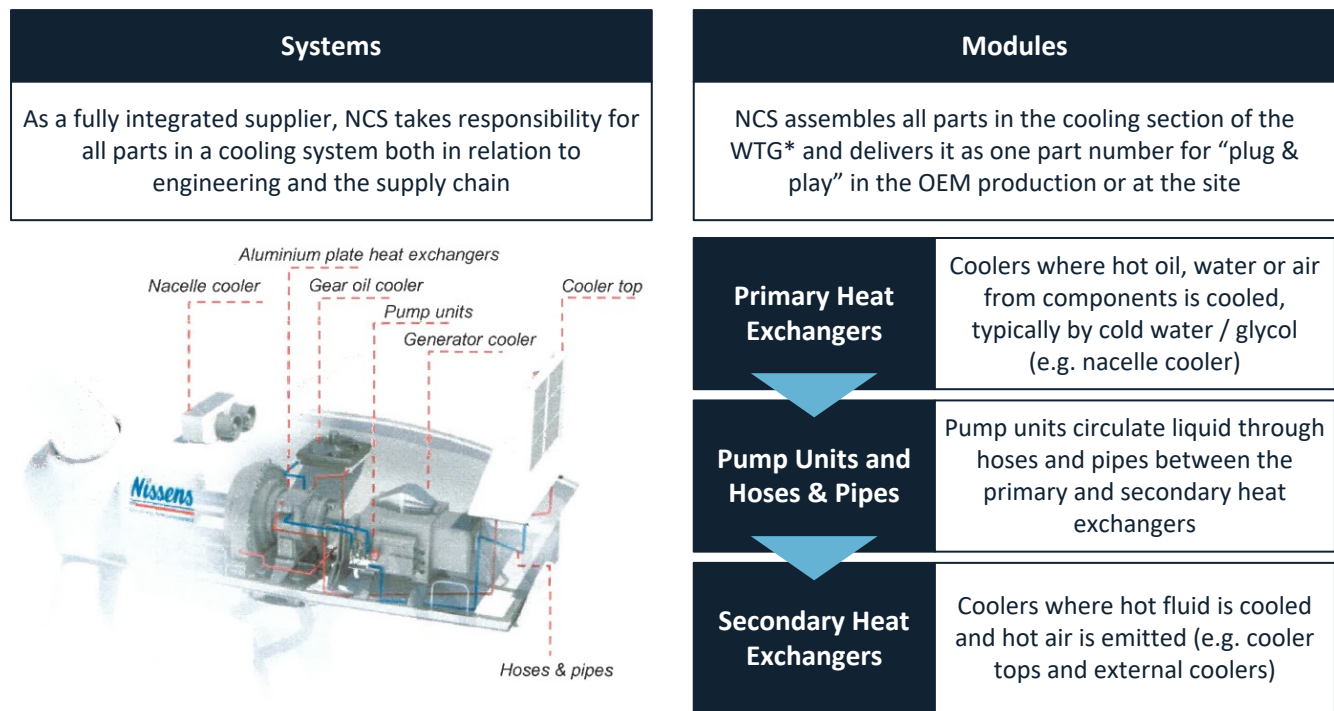 Systems
As a fully integrated supplier, NCS takes responsibility for
all parts in a cooling system both in relation to
engineering and the supply chain
Aluminium plate heat exchangers
Nacelle cooler
Gear oil cooler
Cooler top
Pump units
Generator cooler
Nissens
Hoses & pipes
Modules
NCS assembles all parts in the cooling section of the
WTG* and delivers it as one part number for “plug &
play” in the OEM production or at the site
Primary Heat
Exchangers
Coolers where hot oil, water or air
from components is cooled,
typically by cold water / glycol
(e.g. nacelle cooler)
Pump Units and
Hoses & Pipes
Pump units circulate liquid through
hoses and pipes between the
primary and secondary heat
exchangers
Secondary Heat
Exchangers
Coolers where hot fluid is cooled
and hot air is emitted (e.g. cooler
tops and external coolers)